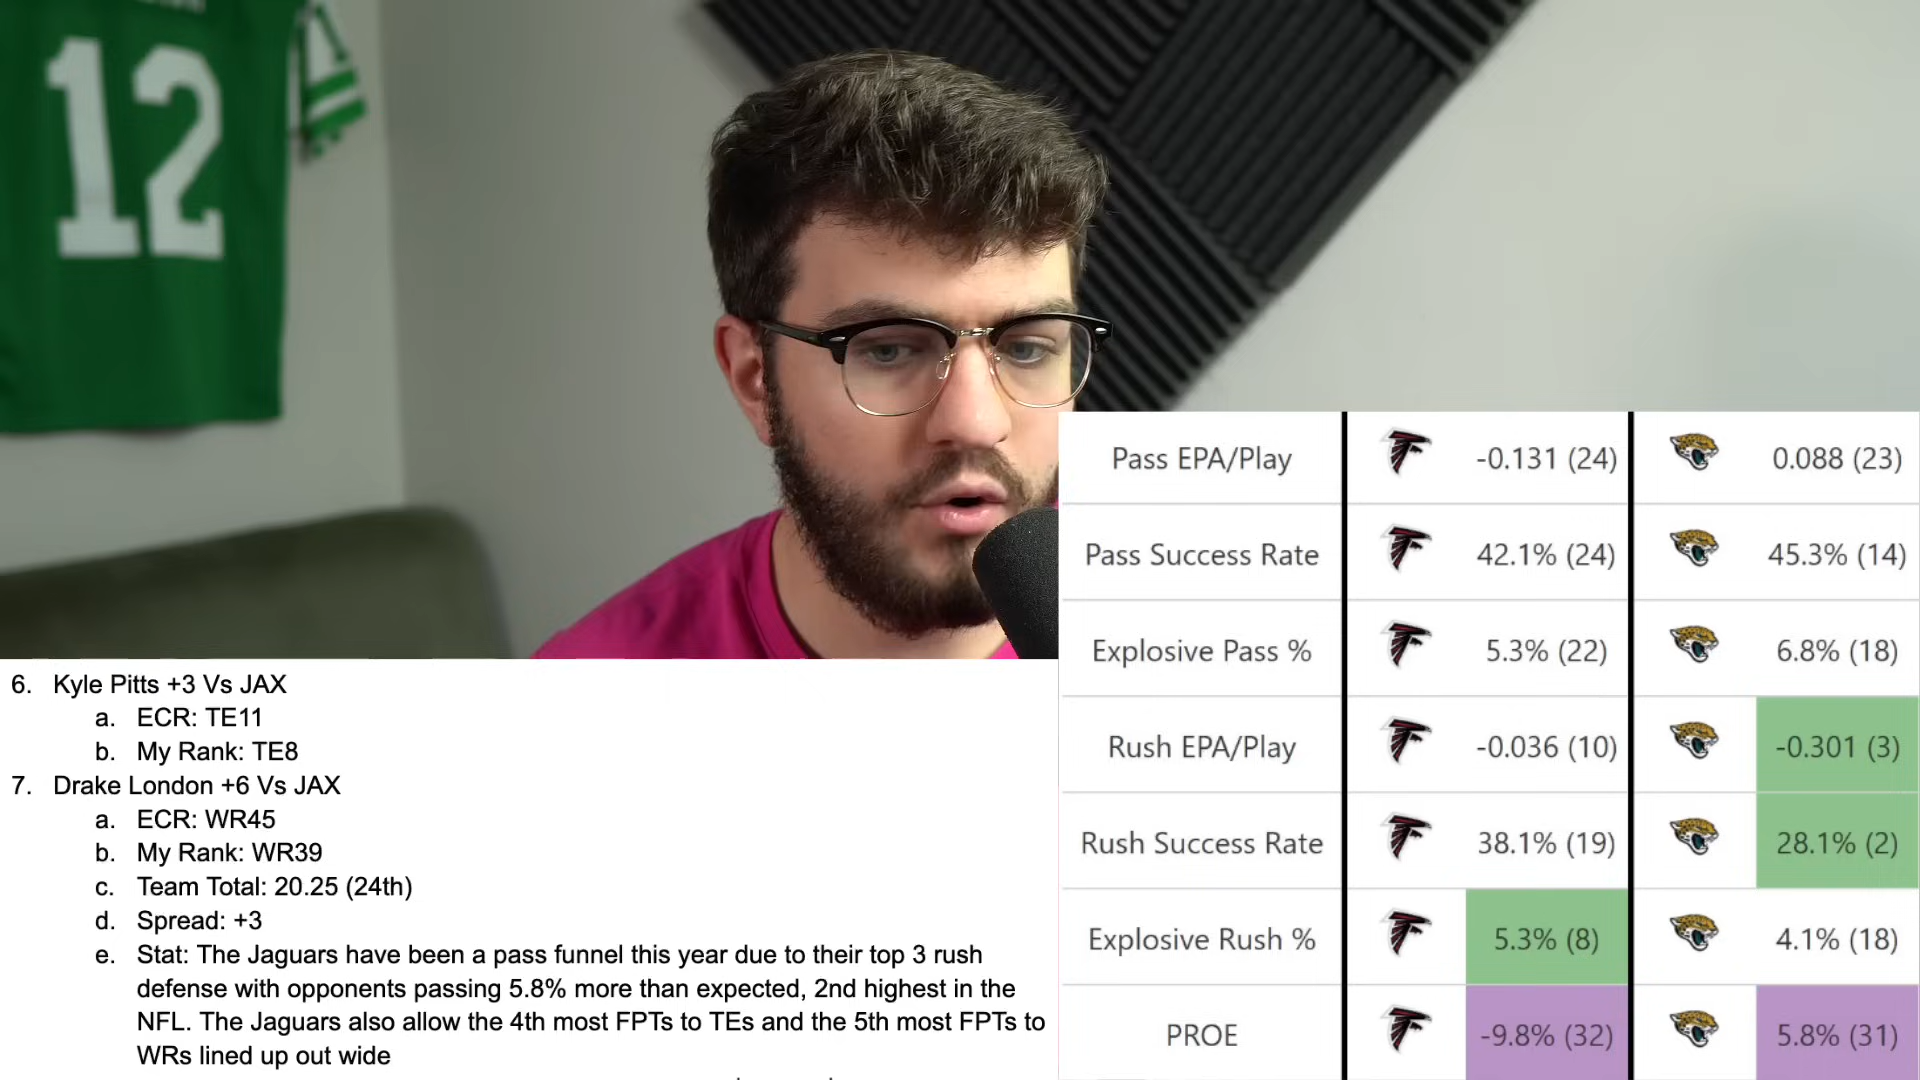 12
Pass EPA/Play -0.131 (24) 0.088 (23)
Pass Success Rate 42.1% (24) 45.3% (14)
Explosive Pass % 5.3% (22) 6.8% (18)
Rush EPA/Play -0.036 (10) -0.301 (3)
Rush Success Rate 38.1% (19) 28.1% (2)
Explosive Rush % 5.3% (8) 4.1% (18)
PROE -9.8% (32) 5.8% (31)
6. Kyle Pitts +3 Vs JAX
a. ECR: TE11
b. My Rank: TE8
7. Drake London +6 Vs JAX
a. ECR: WR45
b. My Rank: WR39
c. Team Total: 20.25 (24th)
d. Spread: +3
e. Stat: The Jaguars have been a pass funnel this year due to their top 3 rush
defense with opponents passing 5.8% more than expected, 2nd highest in the
NFL. The Jaguars also allow the 4th most FPTs to TEs and the 5th most FPTs to
WRs lined up out wide